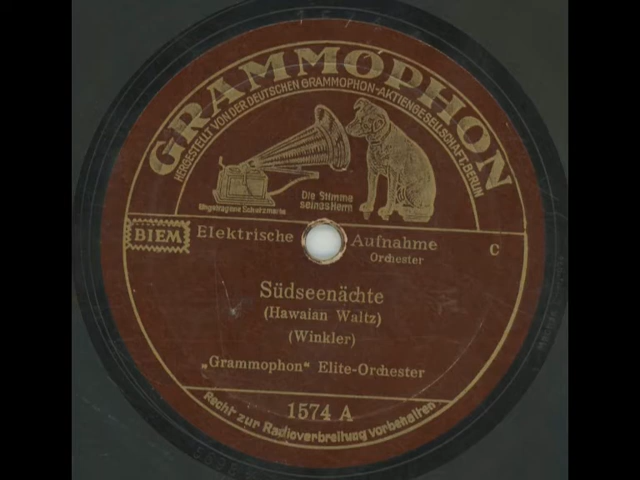 GRAMMOPHON
HERGESTELLT VON DER DEUTSCHEN GRAMMOPHON-AKTIENGESELLSCHAFT, BERLIN
Eingetragene Schutzmarke
Die Stimme
seines Herrn
BIEM
Elektrische Aufnahme
C
Orchester
Südseenächte
(Hawaian Waltz)
(Winkler)
„Grammophon“ Elite-Orchester
1574 A
Recht zur Radioverbreitung vorbehalten